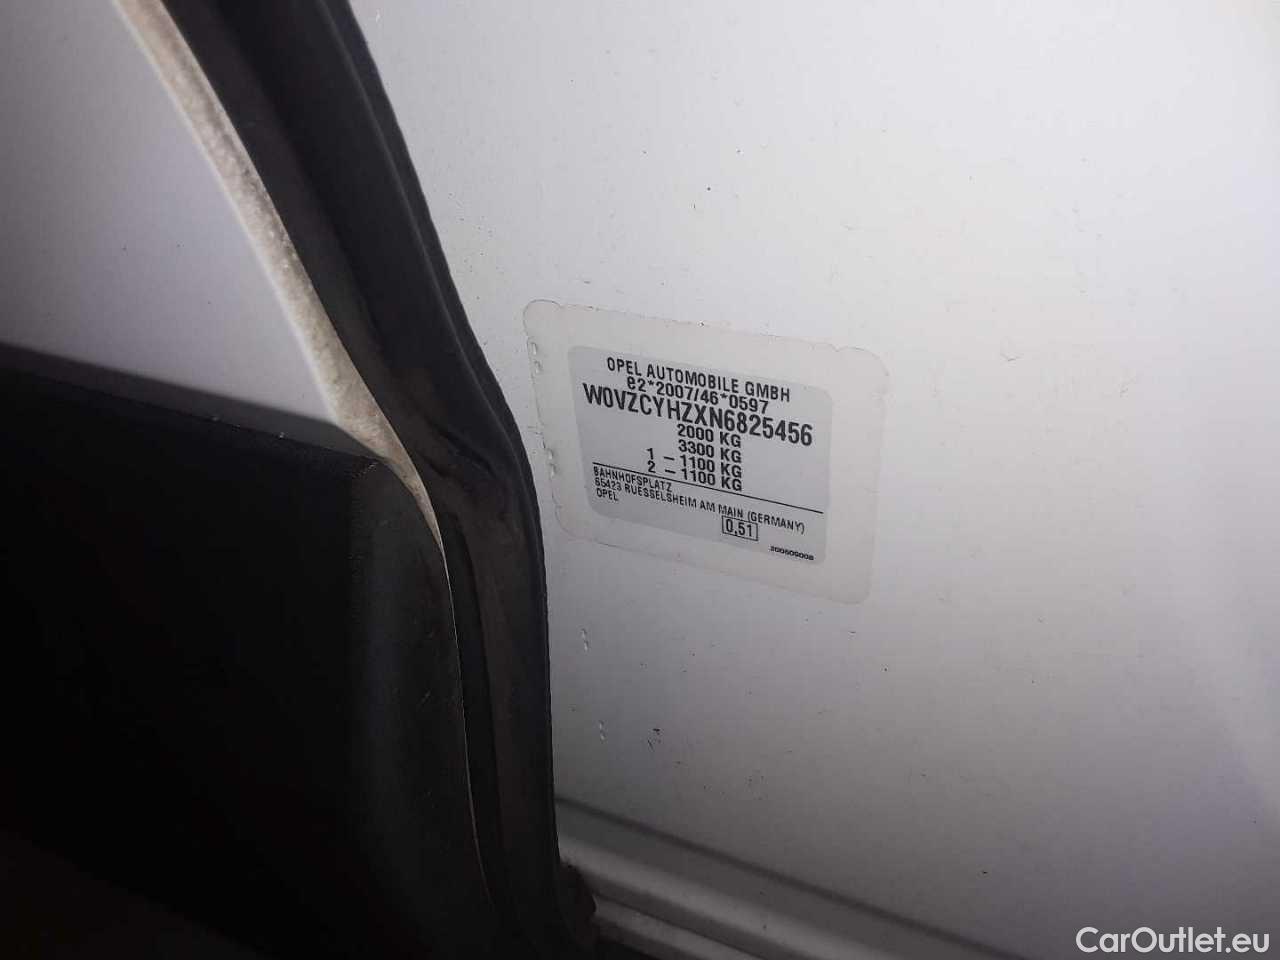 OPEL AUTOMOBILE GMBH
e2*2007/46*0597
W0VZCYHZXN6825456
2000 KG
3300 KG
1 - 1100 KG
2 - 1100 KG
BAHNHOFSPLATZ
65423 RUESSELSHEIM AM MAIN (GERMANY)
OPEL
0,51
200609008
CarOutlet.eu